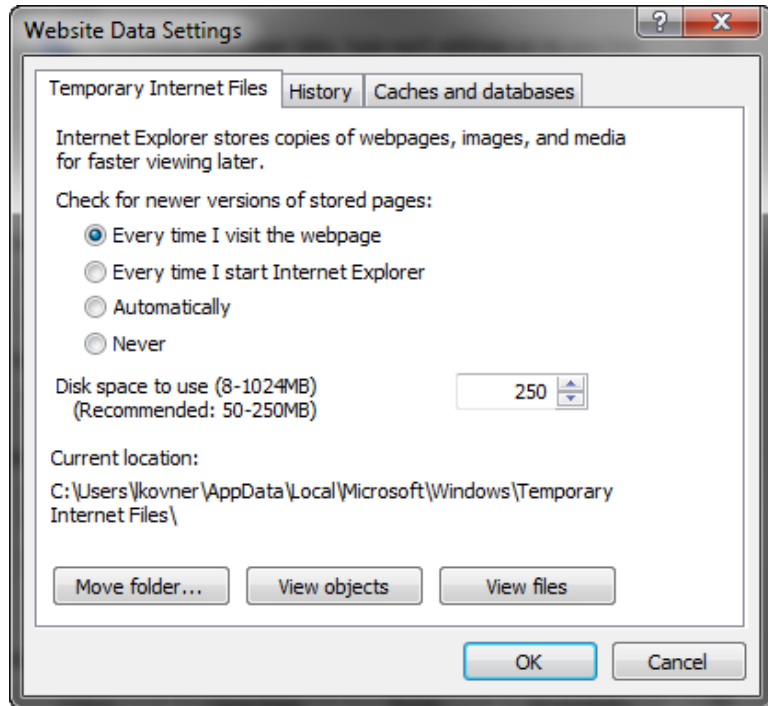 Website Data Settings
?
X
Temporary Internet Files
History
Caches and databases
Internet Explorer stores copies of webpages, images, and media
for faster viewing later.
Check for newer versions of stored pages:
Every time I visit the webpage
Every time I start Internet Explorer
Automatically
Never
Disk space to use (8-1024MB)
250
(Recommended: 50-250MB)
Current location:
C:\Users\lkovner\AppData\Local\Microsoft\Windows\Temporary
Internet Files\
Move folder...
View objects
View files
OK
Cancel